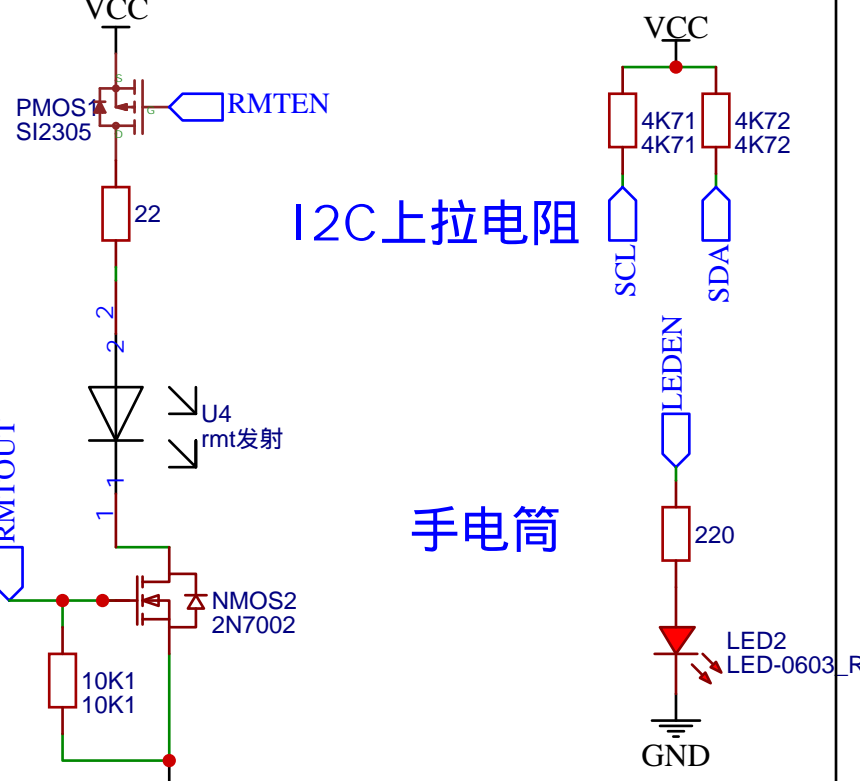 VCC
S
PMOS1
SI2305
G
D
RMTEN
22
2
2
U4
rmt发射
1
1
RMTOUT
NMOS2
2N7002
10K1
10K1
I2C上拉电阻
VCC
4K71
4K71
4K72
4K72
SCL
SDA
手电筒
LEDEN
220
LED2
LED-0603_R
GND